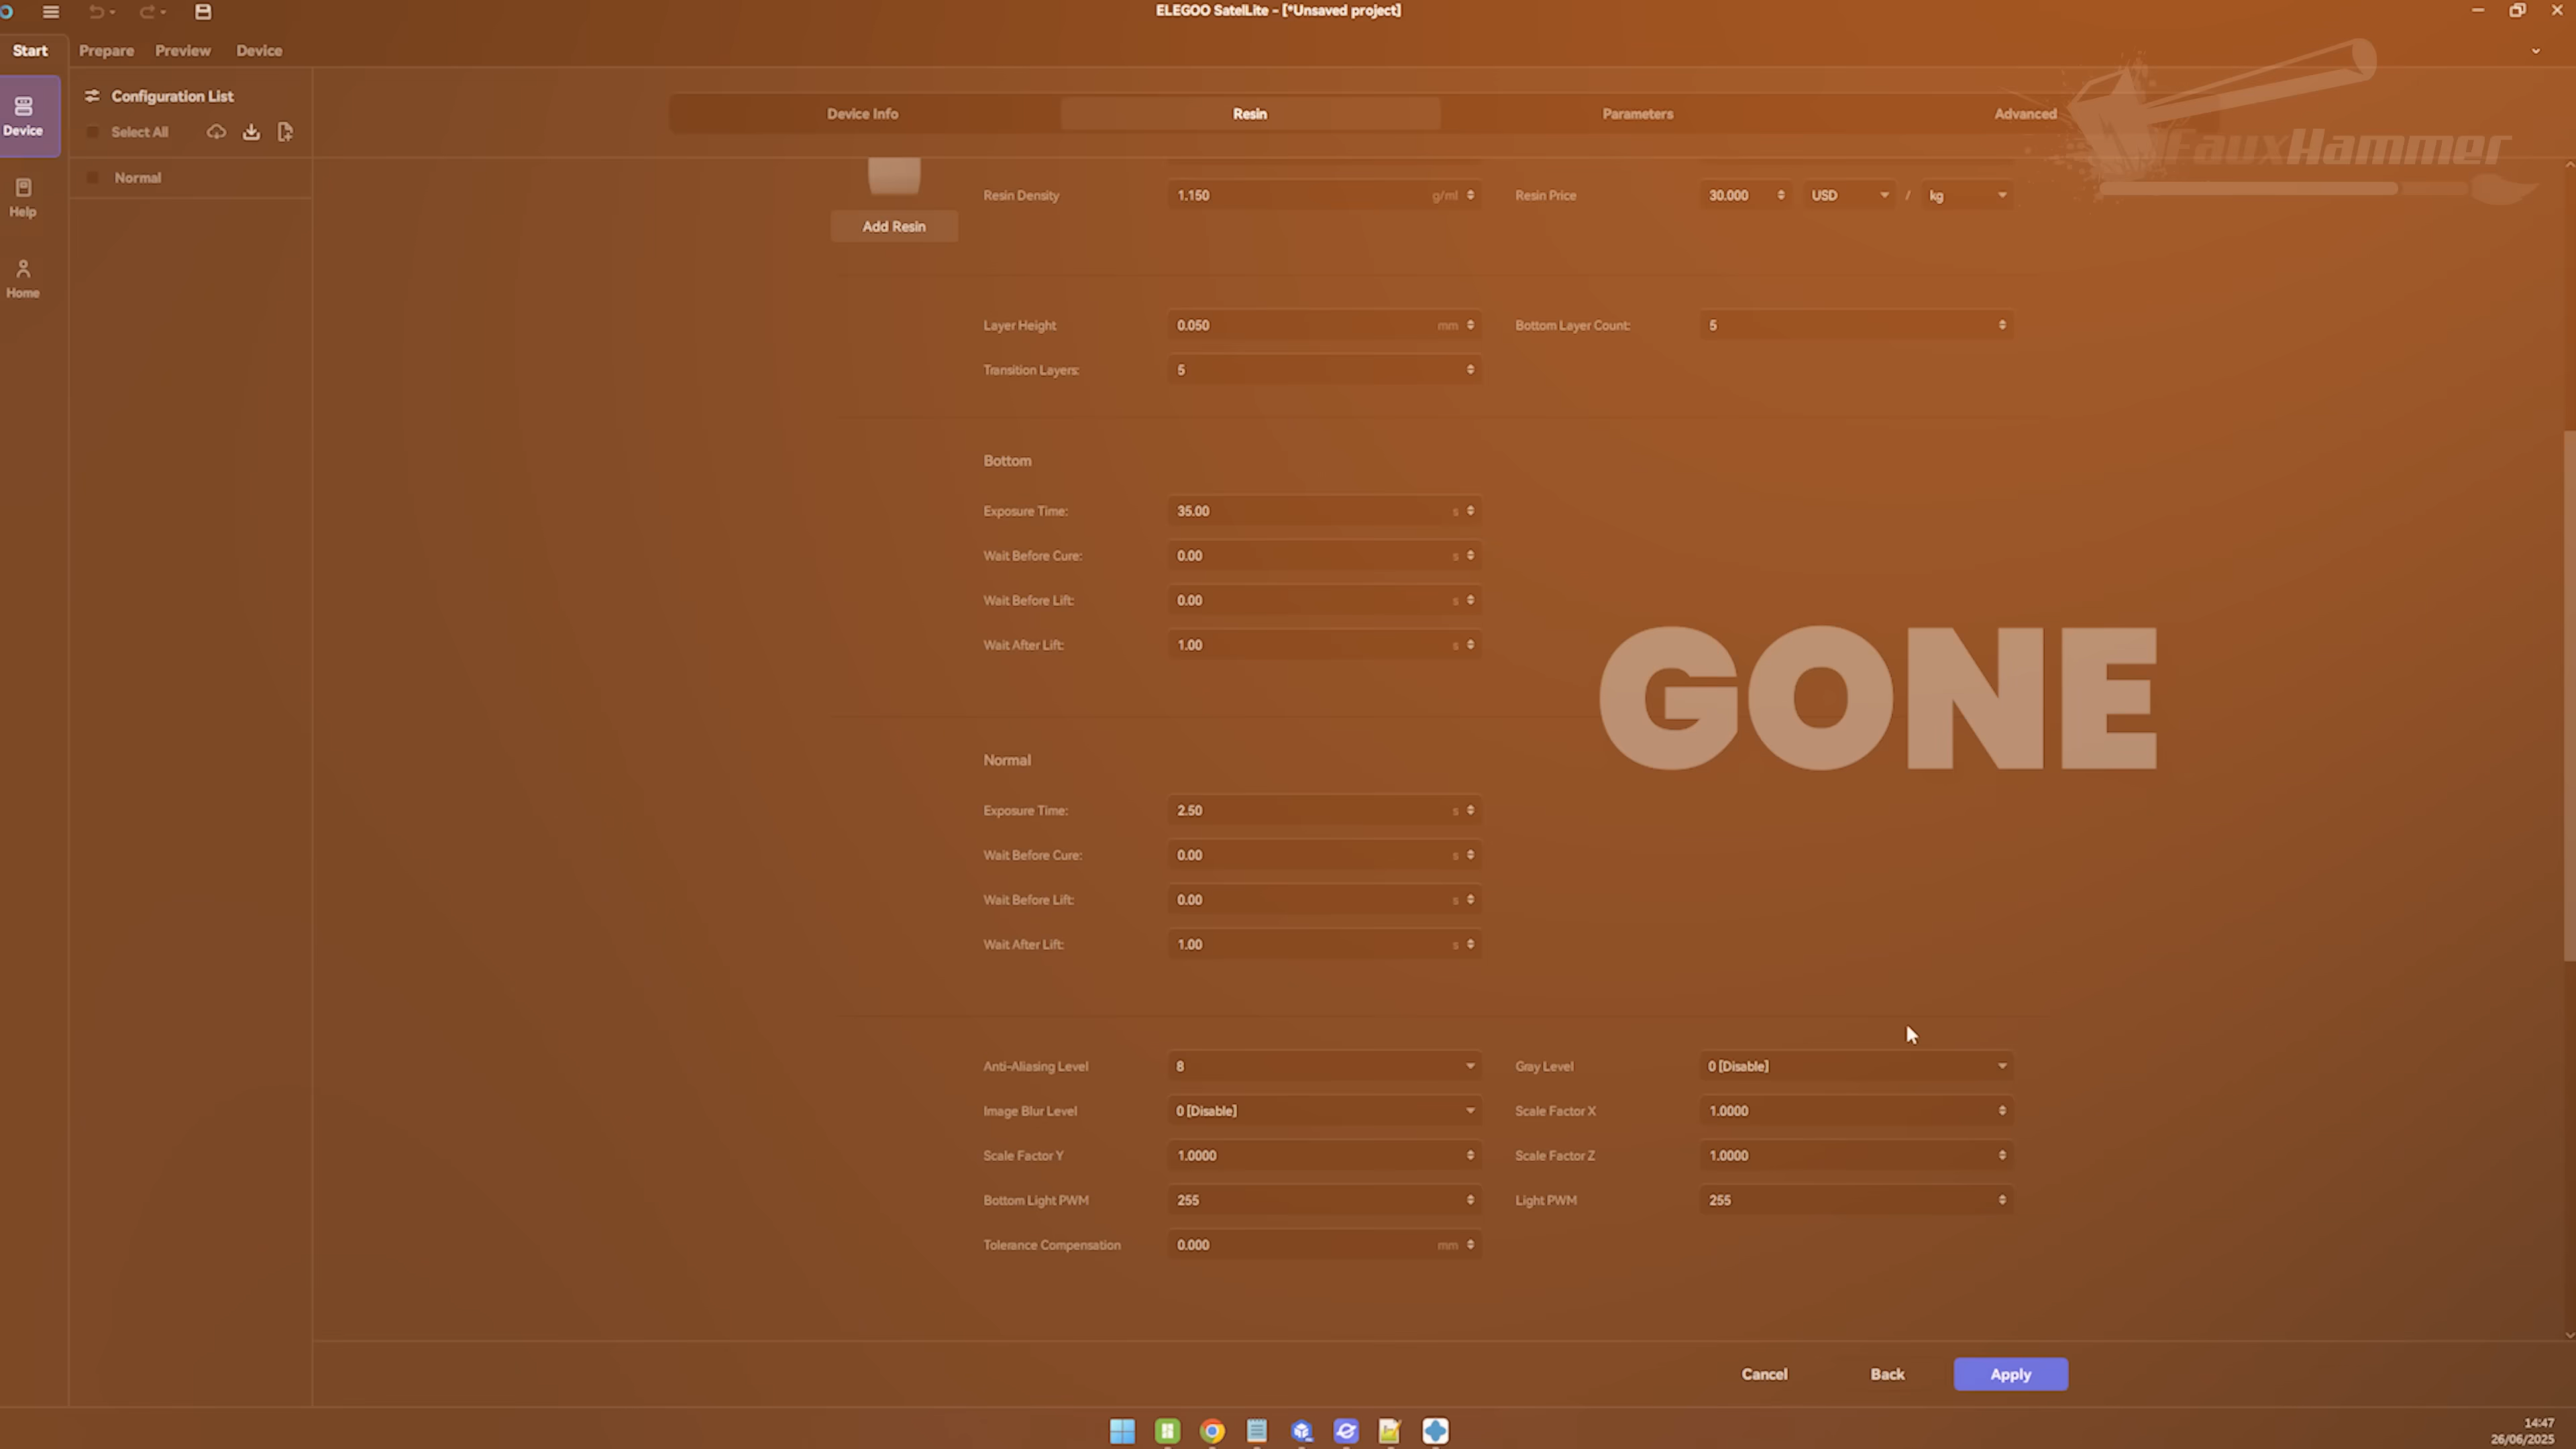 ELEGOO SatelLite - [*Unsaved project]
Start Prepare Preview Device
Device
Help
Home
Configuration List
Select All
Normal
Device Info Resin Parameters Advanced
FauxHammer
Resin Density 1.150 g/ml Resin Price 30.000 USD / kg
Add Resin
Layer Height 0.050 mm Bottom Layer Count: 5
Transition Layers: 5
Bottom
Exposure Time: 35.00 s
Wait Before Cure: 0.00 s
Wait Before Lift: 0.00 s
Wait After Lift: 1.00 s
GONE
Normal
Exposure Time: 2.50 s
Wait Before Cure: 0.00 s
Wait Before Lift: 0.00 s
Wait After Lift: 1.00 s
Anti-Aliasing Level 8 Gray Level 0 [Disable]
Image Blur Level 0 [Disable] Scale Factor X 1.0000
Scale Factor Y 1.0000 Scale Factor Z 1.0000
Bottom Light PWM 255 Light PWM 255
Tolerance Compensation 0.000 mm
Cancel Back Apply
14:47
26/06/2025